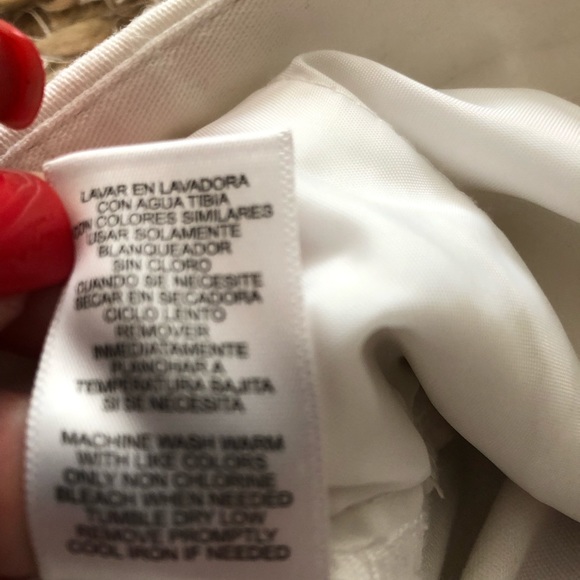 LAVAR EN LAVADORA
CON AGUA TIBIA
CON COLORES SIMILARES
USAR SOLAMENTE
BLANQUEADOR
SIN CLORO
CUANDO SE NECESITE
SECAR EN SECADORA
CICLO LENTO
REMOVER
INMEDIATAMENTE
PLANCHAR A
TEMPERATURA BAJITA
SI SE NECESITA
MACHINE WASH WARM
WITH LIKE COLORS
ONLY NON CHLORINE
BLEACH WHEN NEEDED
TUMBLE DRY LOW
REMOVE PROMPTLY
COOL IRON IF NEEDED